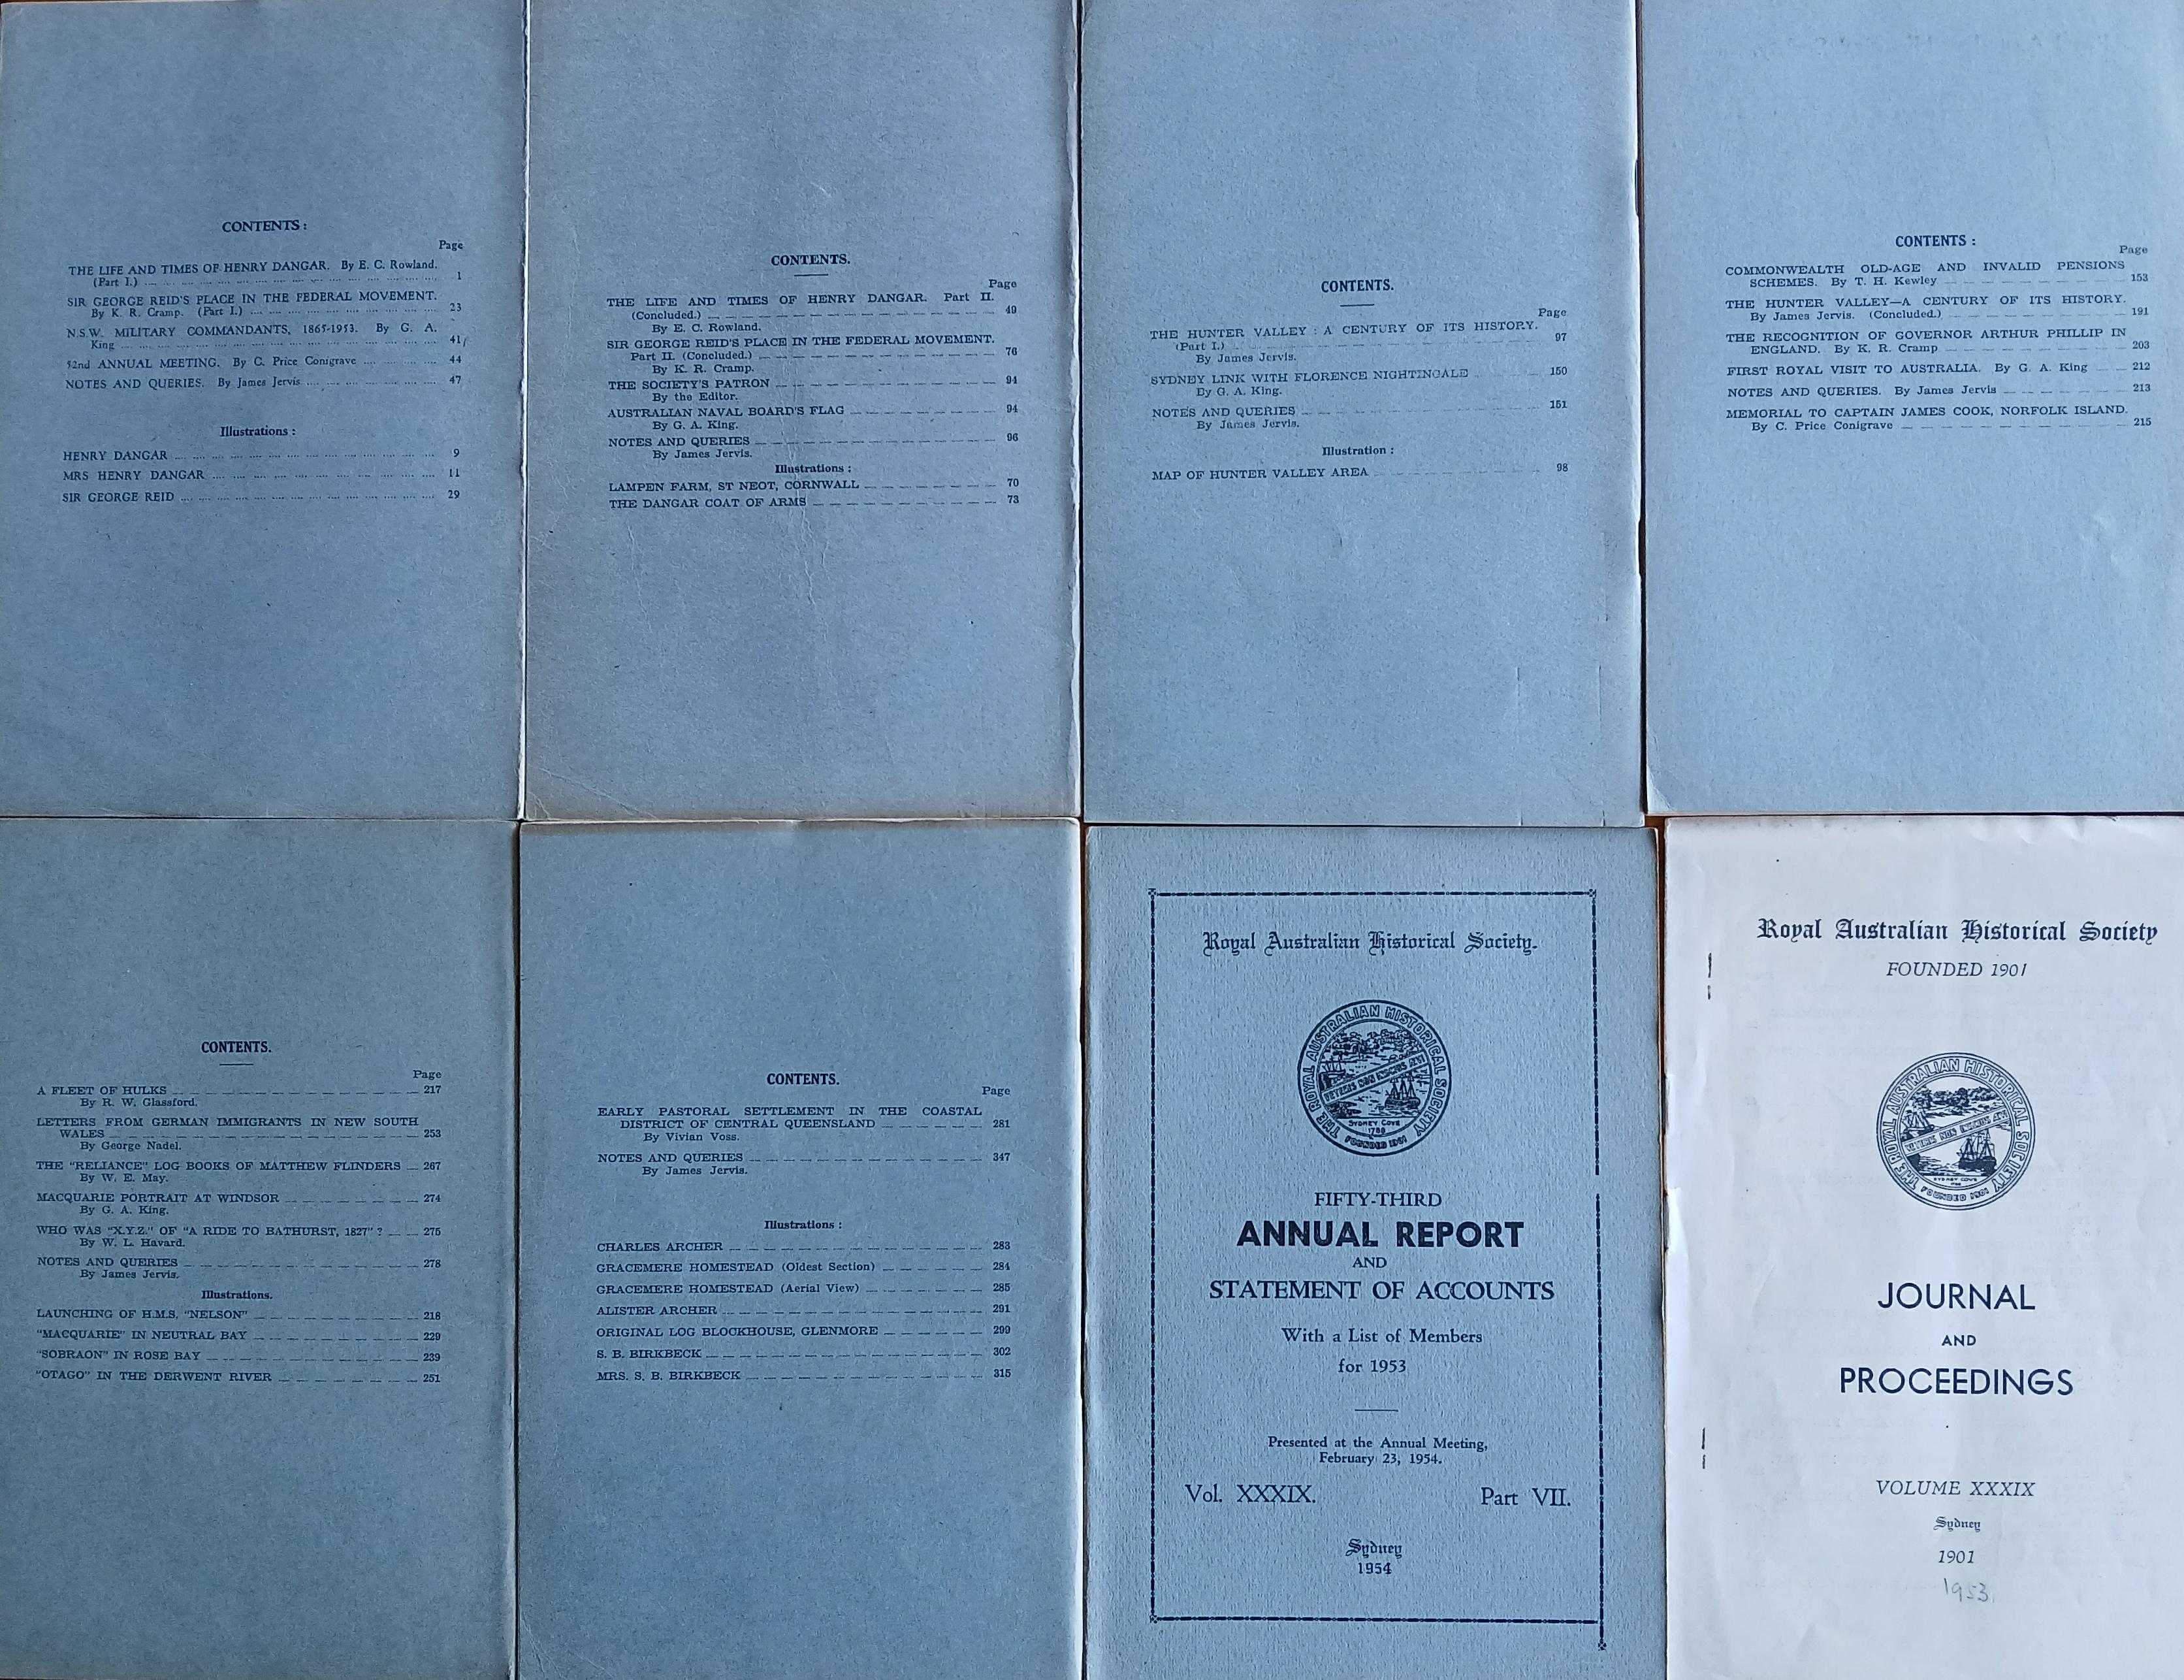 CONTENTS :
Page
THE LIFE AND TIMES OF HENRY DANGAR. By E. C. Rowland.
(Part I.) 1
SIR GEORGE REID'S PLACE IN THE FEDERAL MOVEMENT.
By K. R. Cramp. (Part I.) 23
N.S.W. MILITARY COMMANDANTS, 1865-1953. By G. A.
King 41
52nd ANNUAL MEETING. By C. Price Conigrave 44
NOTES AND QUERIES. By James Jervis 47
Illustrations :
HENRY DANGAR 9
MRS HENRY DANGAR 11
SIR GEORGE REID 29
CONTENTS.
Page
THE LIFE AND TIMES OF HENRY DANGAR. Part II.
(Concluded.) 49
By E. C. Rowland.
SIR GEORGE REID'S PLACE IN THE FEDERAL MOVEMENT.
Part II. (Concluded.) 76
By K. R. Cramp.
THE SOCIETY'S PATRON 94
By the Editor.
AUSTRALIAN NAVAL BOARD'S FLAG 94
By G. A. King.
NOTES AND QUERIES 96
By James Jervis.
Illustrations :
LAMPEN FARM, ST NEOT, CORNWALL 70
THE DANGAR COAT OF ARMS 73
CONTENTS.
Page
THE HUNTER VALLEY : A CENTURY OF ITS HISTORY.
(Part I.) 97
By James Jervis.
SYDNEY LINK WITH FLORENCE NIGHTINGALE 150
By G. A. King.
NOTES AND QUERIES 151
By James Jervis.
Illustration :
MAP OF HUNTER VALLEY AREA 98
CONTENTS :
Page
COMMONWEALTH OLD-AGE AND INVALID PENSIONS
SCHEMES. By T. H. Kewley 153
THE HUNTER VALLEY—A CENTURY OF ITS HISTORY.
By James Jervis. (Concluded.) 191
THE RECOGNITION OF GOVERNOR ARTHUR PHILLIP IN
ENGLAND. By K. R. Cramp 203
FIRST ROYAL VISIT TO AUSTRALIA. By G. A. King 212
NOTES AND QUERIES. By James Jervis 213
MEMORIAL TO CAPTAIN JAMES COOK, NORFOLK ISLAND.
By C. Price Conigrave 215
CONTENTS.
Page
A FLEET OF HULKS 217
By R. W. Glassford.
LETTERS FROM GERMAN IMMIGRANTS IN NEW SOUTH
WALES 253
By George Nadel.
THE "RELIANCE" LOG BOOKS OF MATTHEW FLINDERS 267
By W. E. May.
MACQUARIE PORTRAIT AT WINDSOR 274
By G. A. King.
WHO WAS "X.Y.Z." OF "A RIDE TO BATHURST, 1827" ? 275
By W. L. Havard.
NOTES AND QUERIES 278
By James Jervis.
Illustrations.
LAUNCHING OF H.M.S. "NELSON" 218
"MACQUARIE" IN NEUTRAL BAY 229
"SOBRAON" IN ROSE BAY 239
"OTAGO" IN THE DERWENT RIVER 251
CONTENTS.
Page
EARLY PASTORAL SETTLEMENT IN THE COASTAL
DISTRICT OF CENTRAL QUEENSLAND 281
By Vivian Voss.
NOTES AND QUERIES 347
By James Jervis.
Illustrations :
CHARLES ARCHER 283
GRACEMERE HOMESTEAD (Oldest Section) 284
GRACEMERE HOMESTEAD (Aerial View) 285
ALISTER ARCHER 291
ORIGINAL LOG BLOCKHOUSE, GLENMORE 299
S. B. BIRKBECK 302
MRS. S. B. BIRKBECK 315
Royal Australian Historical Society.
THE ROYAL AUSTRALIAN HISTORICAL SOCIETY
SYDNEY COVE
1788
FOUNDED 1901
FIFTY-THIRD
ANNUAL REPORT
AND
STATEMENT OF ACCOUNTS
With a List of Members
for 1953
Presented at the Annual Meeting,
February 23, 1954.
Vol. XXXIX. Part VII.
Sydney
1954
Royal Australian Historical Society
FOUNDED 1901
THE ROYAL AUSTRALIAN HISTORICAL SOCIETY
SYDNEY COVE
FOUNDED 1901
JOURNAL
AND
PROCEEDINGS
VOLUME XXXIX
Sydney
1901
1953